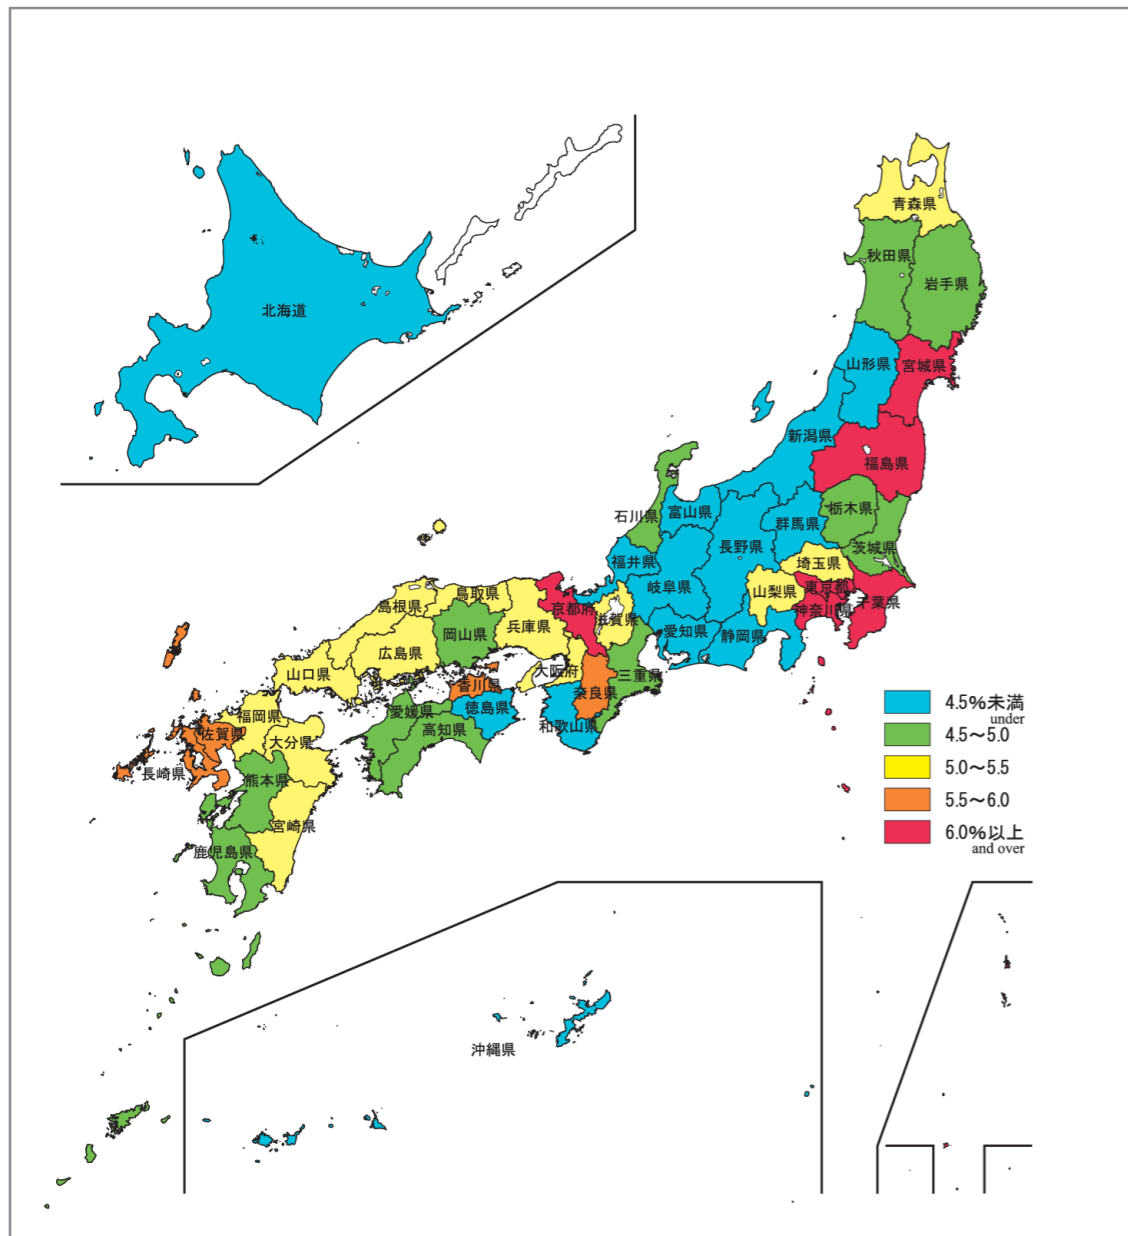 青森県
秋田県
岩手県
北海道
山形県
宮城県
新潟県
福島県
石川県
富山県
群馬県
栃木県
茨城県
福井県
長野県
埼玉県
岐阜県
山梨県
東京都
千葉県
神奈川県
島根県
鳥取県
京都府
滋賀県
兵庫県
岡山県
愛知県
静岡県
広島県
山口県
大阪府
三重県
香川県
奈良県
愛媛県
徳島県
高知県
和歌山県
福岡県
佐賀県
大分県
長崎県
熊本県
宮崎県
鹿児島県
沖縄県
4.5%未満
under
4.5～5.0
5.0～5.5
5.5～6.0
6.0%以上
and over